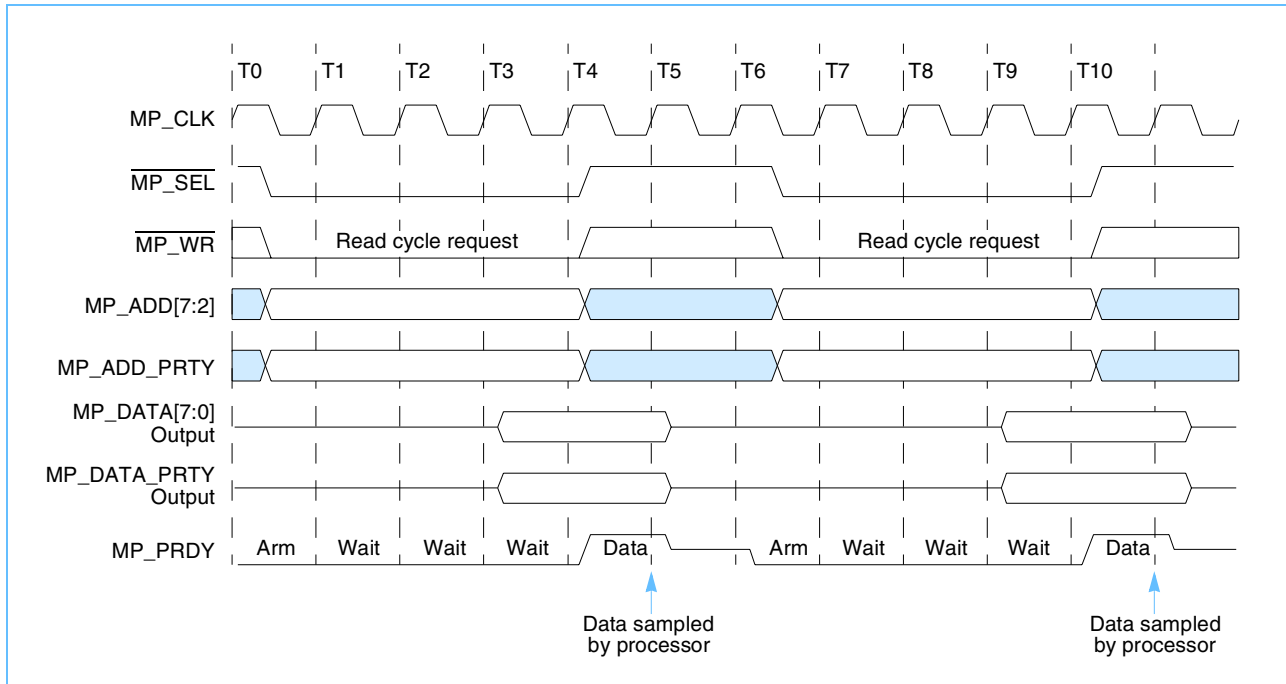 T0 T1 T2 T3 T4 T5 T6 T7 T8 T9 T10
MP_CLK
MP_SEL
MP_WR Read cycle request Read cycle request
MP_ADD[7:2]
MP_ADD_PRTY
MP_DATA[7:0]
Output
MP_DATA_PRTY
Output
MP_PRDY Arm Wait Wait Wait Data Arm Wait Wait Wait Data
Data sampled Data sampled
by processor by processor